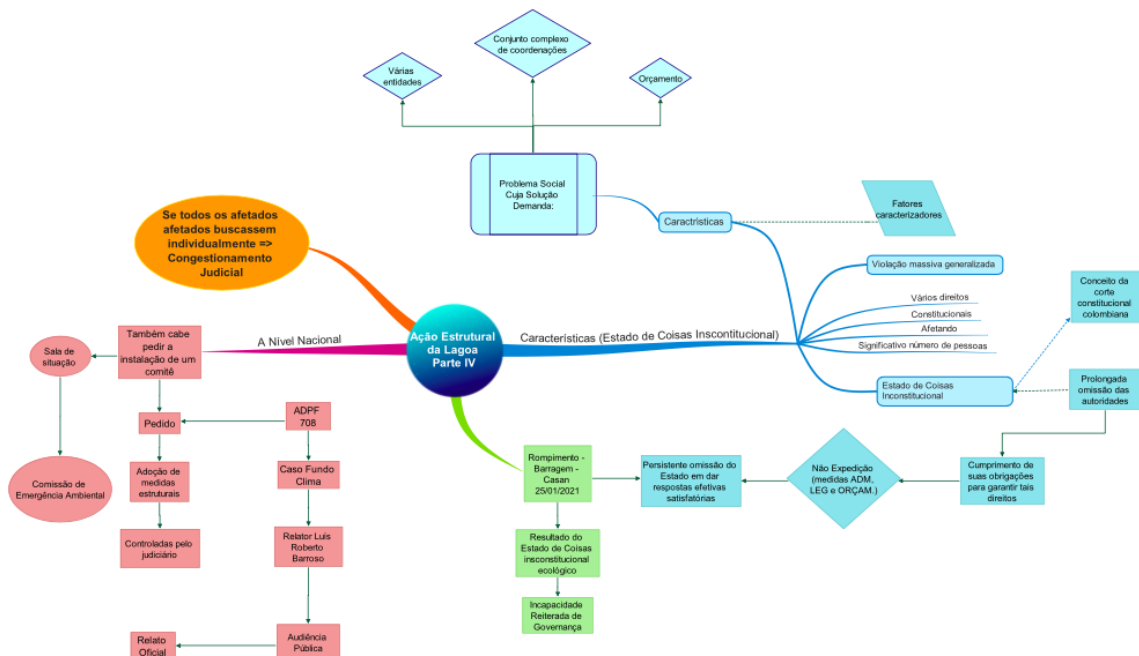 Conjunto complexo
de coordenações
Várias
entidades
Orçamento
Problema Social
Cuja Solução
Demanda:
Caractrísticas
Fatores
caracterizadores
Se todos os afetados
afetados buscassem
individualmente =>
Congestionamento
Judicial
Violação massiva generalizada
Vários direitos
Constitucionais
Afetando
Significativo número de pessoas
Estado de Coisas
Inconstitucional
Conceito da
corte
constitucional
colombiana
Prolongada
omissão das
autoridades
Ação Estrutural
da Lagoa
Parte IV
Características (Estado de Coisas Insconstitucional)
A Nível Nacional
Também cabe
pedir a
instalação de um
comitê
Sala de
situação
Comissão de
Emergência Ambiental
Pedido
ADPF
708
Adoção de
medidas
estruturais
Controladas pelo
judiciário
Caso Fundo
Clima
Relator Luís
Roberto
Barroso
Audiência
Pública
Relato
Oficial
Rompimento -
Barragem -
Casan
25/01/2021
Resultado do
Estado de Coisas
insconstitucional
ecológico
Incapacidade
Reiterada de
Governança
Persistente omissão do
Estado em dar
respostas efetivas
satisfatórias
Não Expedição
(medidas ADM,
LEG e ORÇAM.)
Cumprimento de
suas obrigações
para garantir tais
direitos